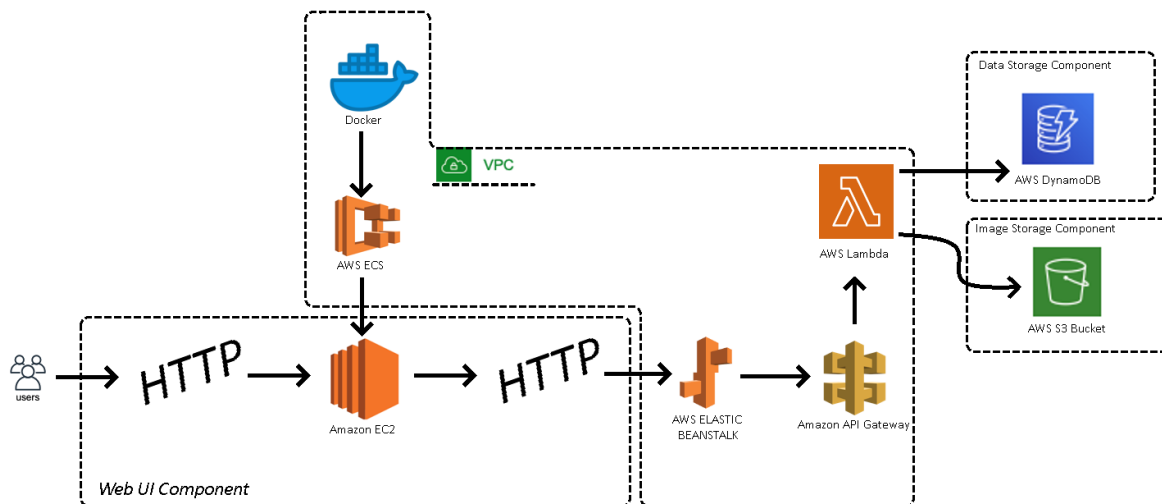 Docker
VPC
Data Storage Component
AWS DynamoDB
AWS ECS
AWS Lambda
Image Storage Component
AWS S3 Bucket
users
HTTP
Amazon EC2
HTTP
AWS ELASTIC
BEANSTALK
Amazon API Gateway
Web UI Component